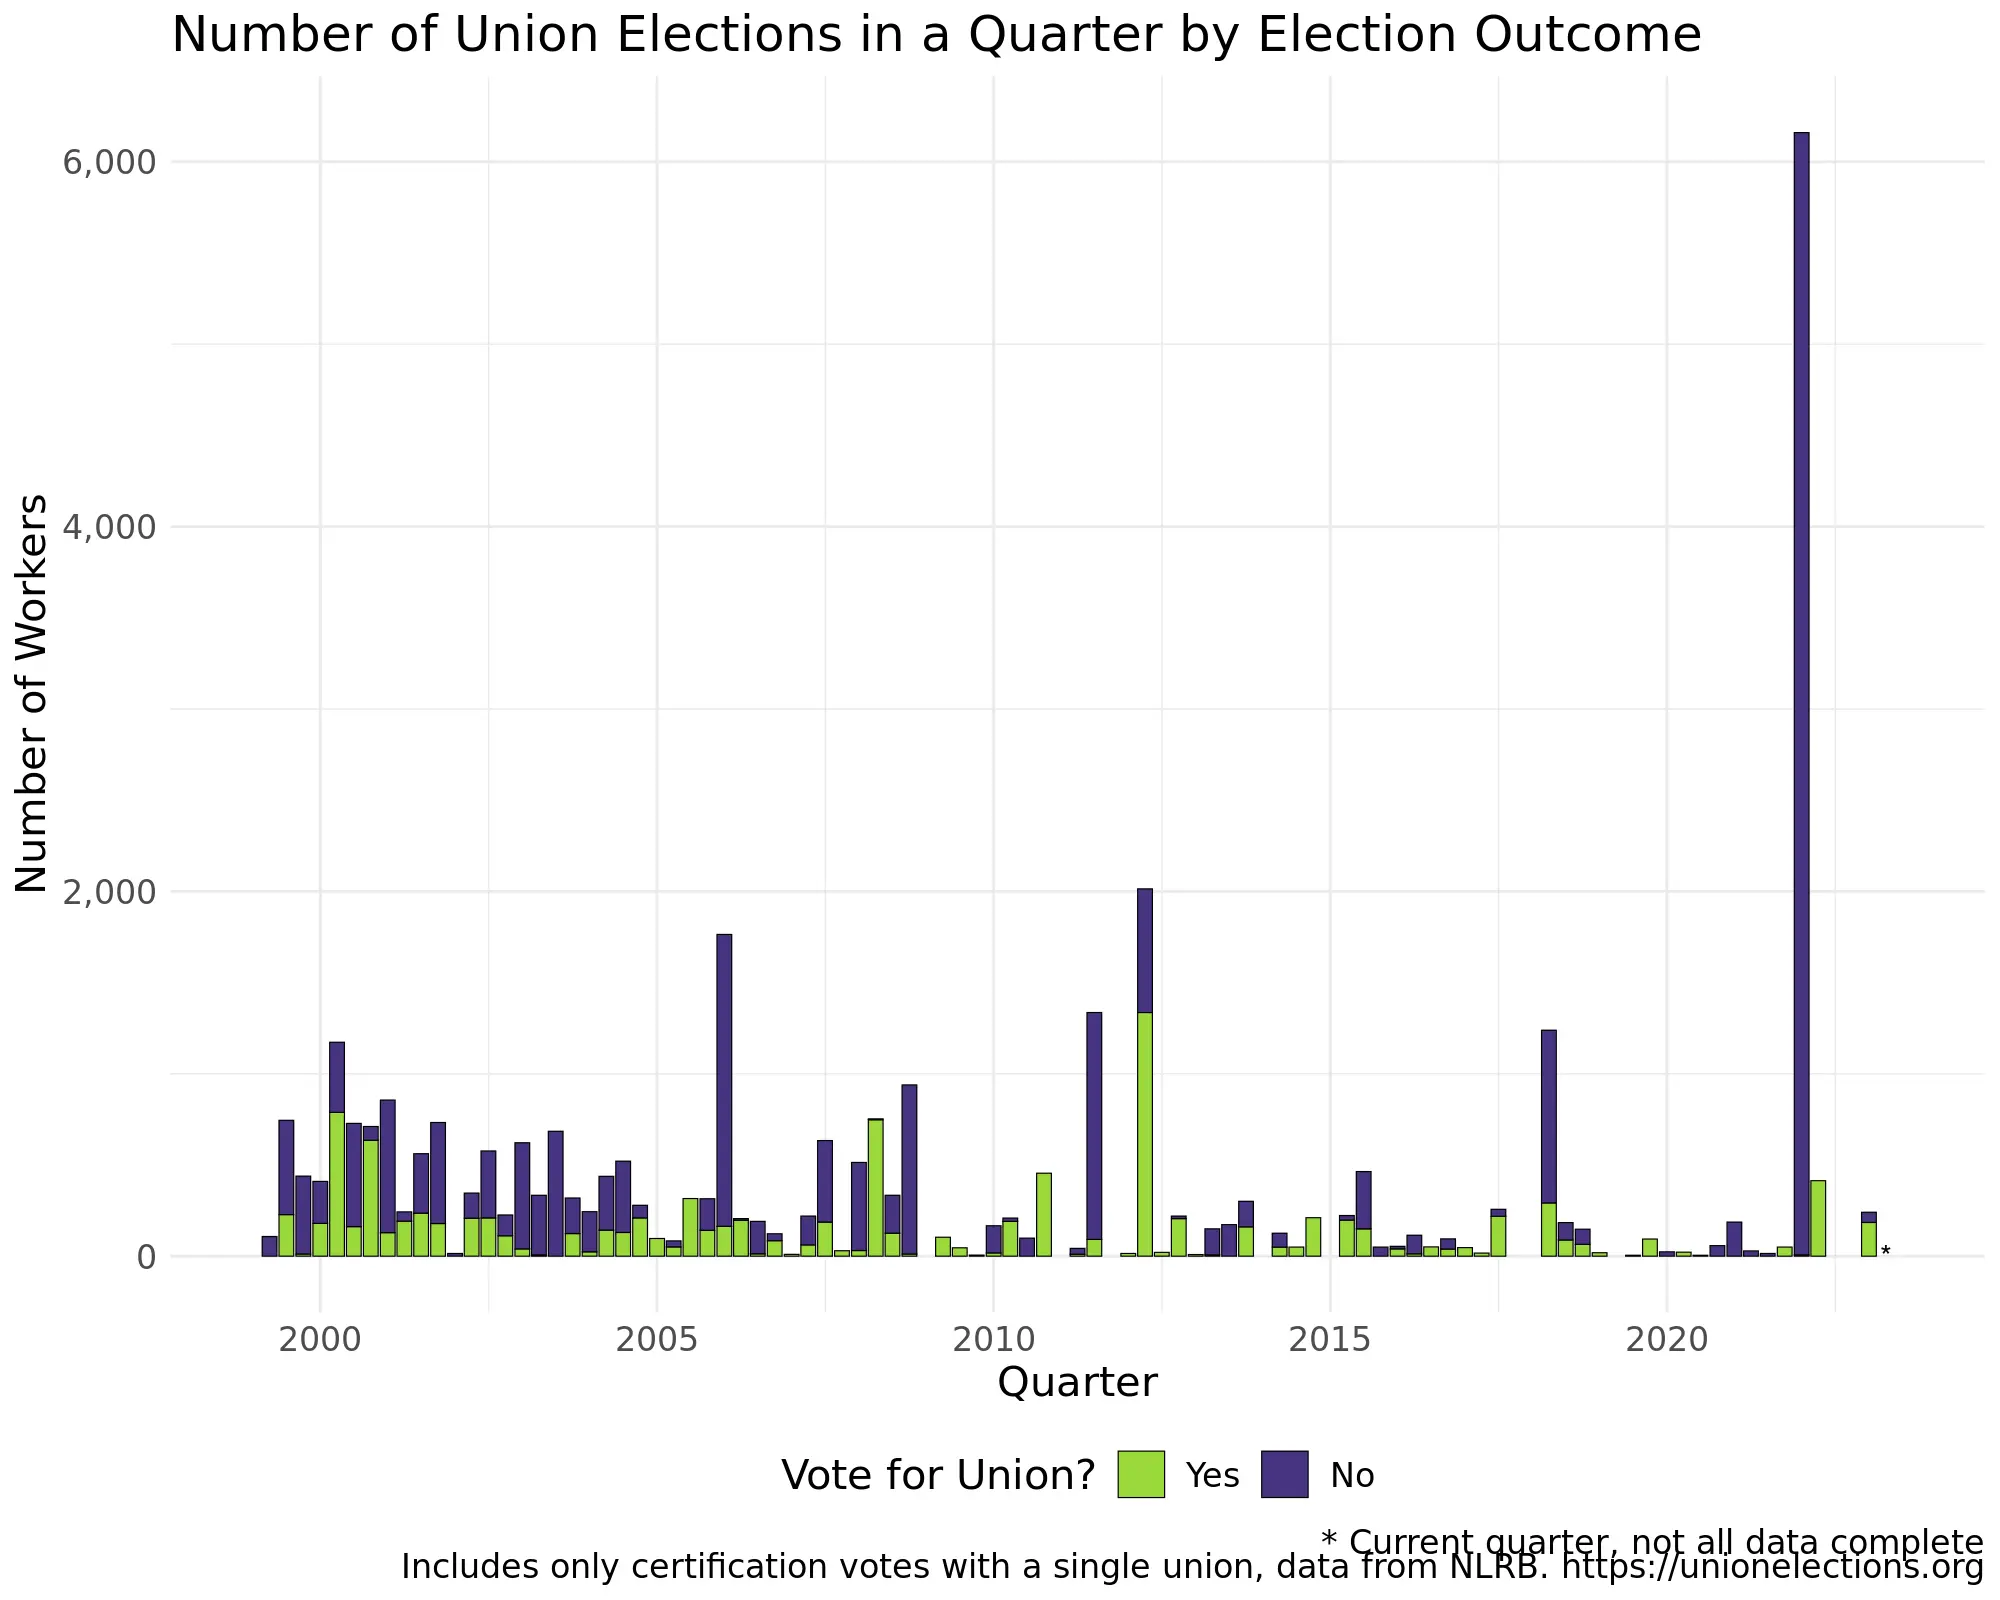 Number of Union Elections in a Quarter by Election Outcome
Number of Workers
6,000
4,000
2,000
0
*
2000 2005 2010 2015 2020
Quarter
Vote for Union? Yes No
* Current quarter, not all data complete
Includes only certification votes with a single union, data from NLRB. https://unionelections.org